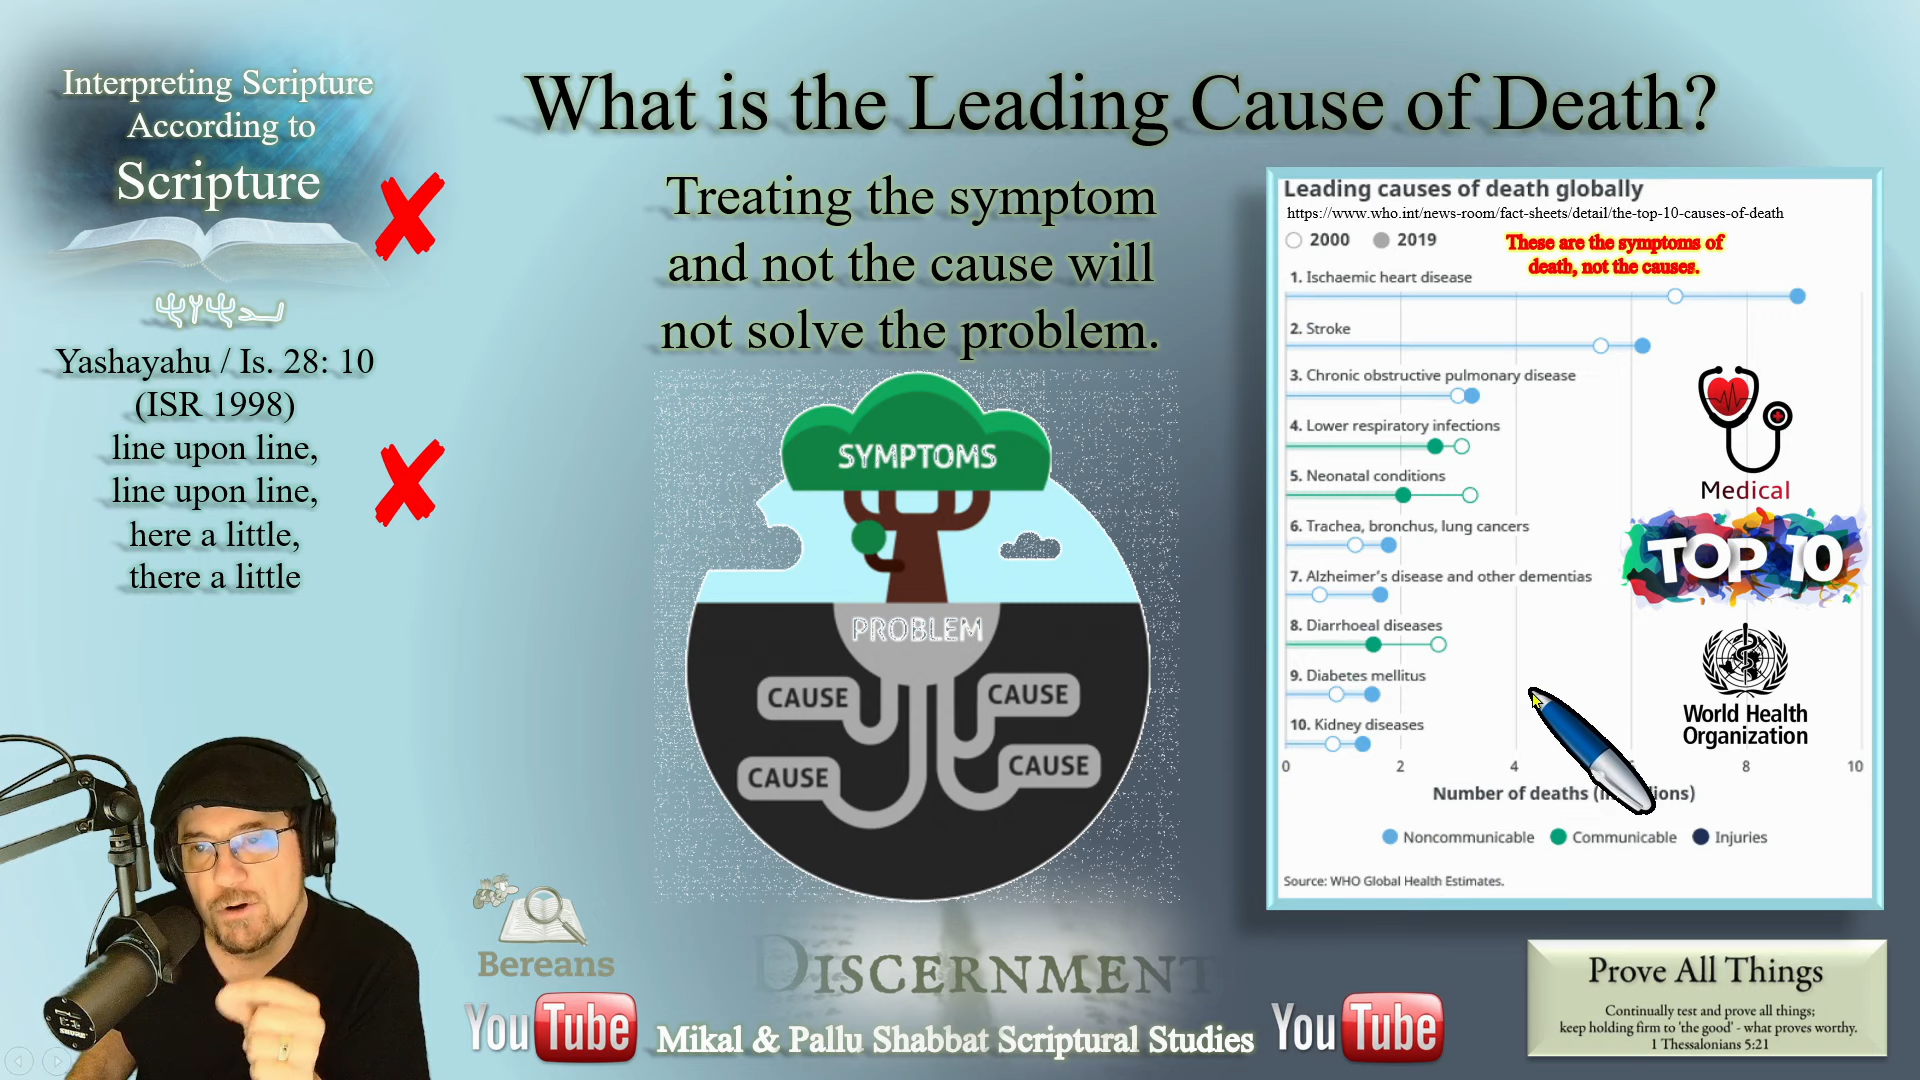 Interpreting Scripture
According to
Scripture
𐤉𐤄𐤅𐤄
Yashayahu / Is. 28: 10
(ISR 1998)
line upon line,
line upon line,
here a little,
there a little
What is the Leading Cause of Death?
Treating the symptom
and not the cause will
not solve the problem.
SYMPTOMS
PROBLEM
CAUSE
CAUSE
CAUSE
CAUSE
Leading causes of death globally
https://www.who.int/news-room/fact-sheets/detail/the-top-10-causes-of-death
2000 2019
These are the symptoms of
death, not the causes.
1. Ischaemic heart disease
2. Stroke
3. Chronic obstructive pulmonary disease
4. Lower respiratory infections
5. Neonatal conditions
6. Trachea, bronchus, lung cancers
7. Alzheimer's disease and other dementias
8. Diarrhoeal diseases
9. Diabetes mellitus
10. Kidney diseases
0 2 4 8 10
Number of deaths
Noncommunicable Communicable Injuries
Source: WHO Global Health Estimates.
Medical
TOP 10
World Health
Organization
Bereans
DISCERNMENT
YouTube
Mikal & Pallu Shabbat Scriptural Studies
YouTube
Prove All Things
Continually test and prove all things;
keep holding firm to 'the good' - what proves worthy.
1 Thessalonians 5:21